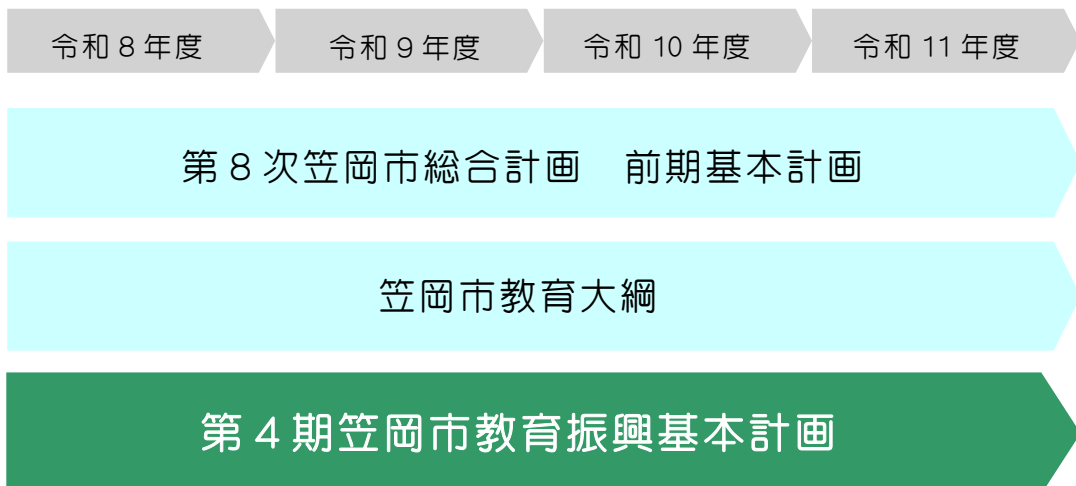 令和８年度 令和９年度 令和 10 年度 令和 11 年度
第８次笠岡市総合計画　前期基本計画
笠岡市教育大綱
第４期笠岡市教育振興基本計画